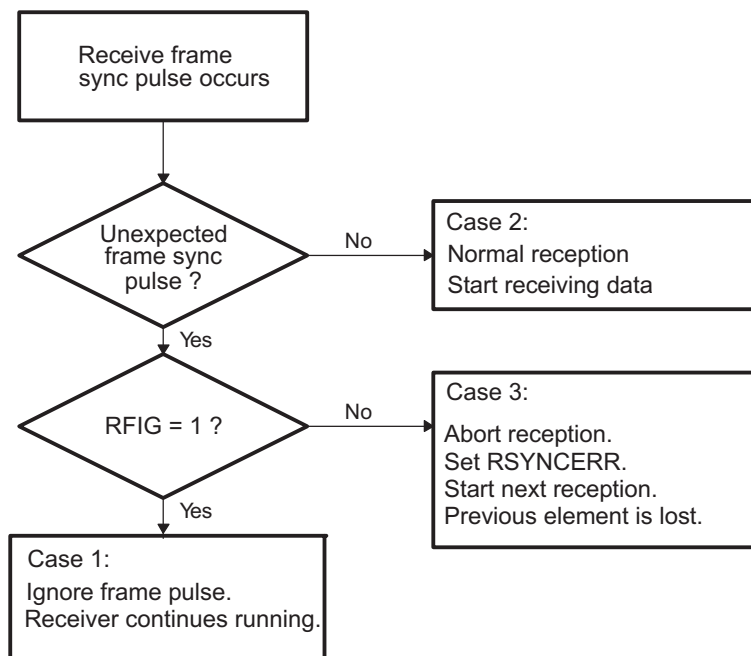 Receive frame
sync pulse occurs
Unexpected
frame sync
pulse ?
No
Case 2:
Normal reception
Start receiving data
Yes
RFIG = 1 ?
No
Case 3:
Abort reception.
Set RSYNCERR.
Start next reception.
Previous element is lost.
Yes
Case 1:
Ignore frame pulse.
Receiver continues running.